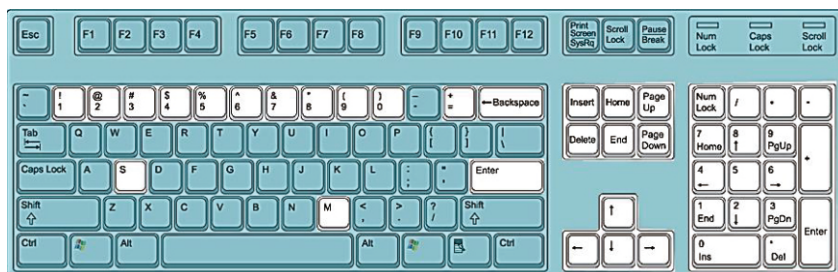 Esc F1 F2 F3 F4 F5 F6 F7 F8 F9 F10 F11 F12 Print Screen SysRq Scroll Lock Pause Break Num Lock Caps Lock Scroll Lock
~ ` ! 1 @ 2 # 3 $ 4 % 5 ^ 6 & 7 * 8 ( 9 ) 0 - + = ←Backspace Insert Home Page Up Num Lock / * -
Tab Q W E R T Y U I O P { [ } ] | \ Delete End Page Down 7 Home 8 ↑ 9 PgUp +
Caps Lock A S D F G H J K L : ; " ' Enter 4 ← 5 6 →
Shift Z X C V B N M < , > . ? / Shift ↑ 1 End 2 ↓ 3 PgDn Enter
Ctrl Alt Alt Ctrl ← ↓ → 0 Ins . Del